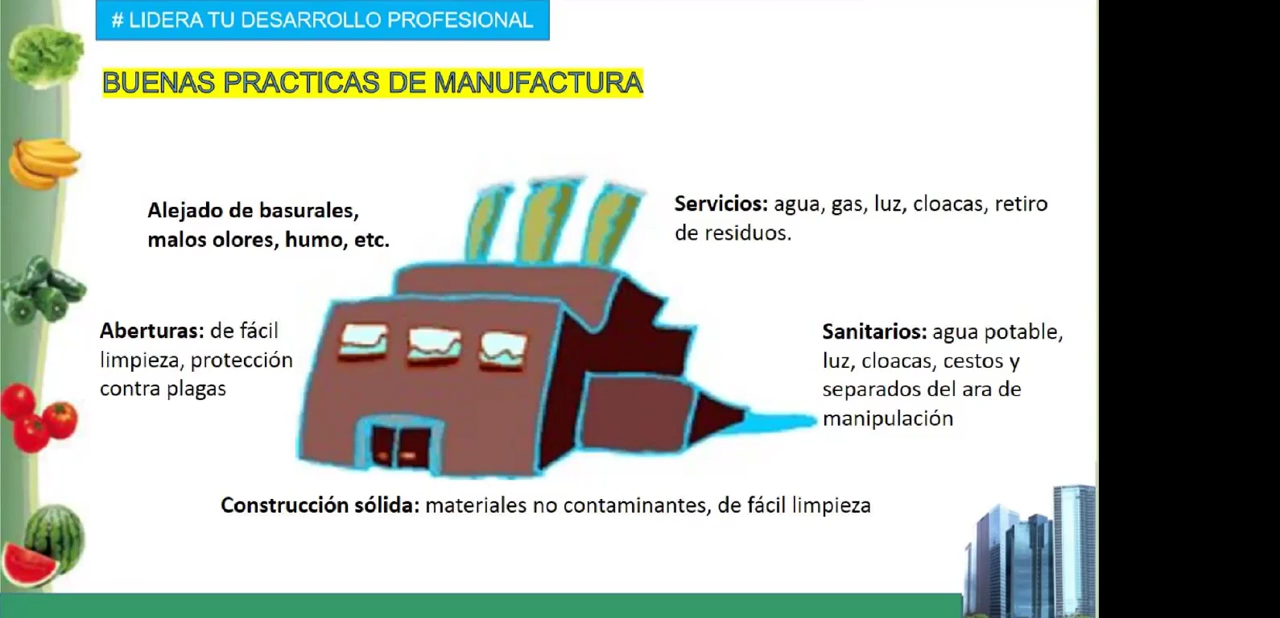 # LIDERA TU DESARROLLO PROFESIONAL
BUENAS PRACTICAS DE MANUFACTURA
Alejado de basurales,
malos olores, humo, etc.
Servicios: agua, gas, luz, cloacas, retiro
de residuos.
Aberturas: de fácil
limpieza, protección
contra plagas
Sanitarios: agua potable,
luz, cloacas, cestos y
separados del ara de
manipulación
Construcción sólida: materiales no contaminantes, de fácil limpieza